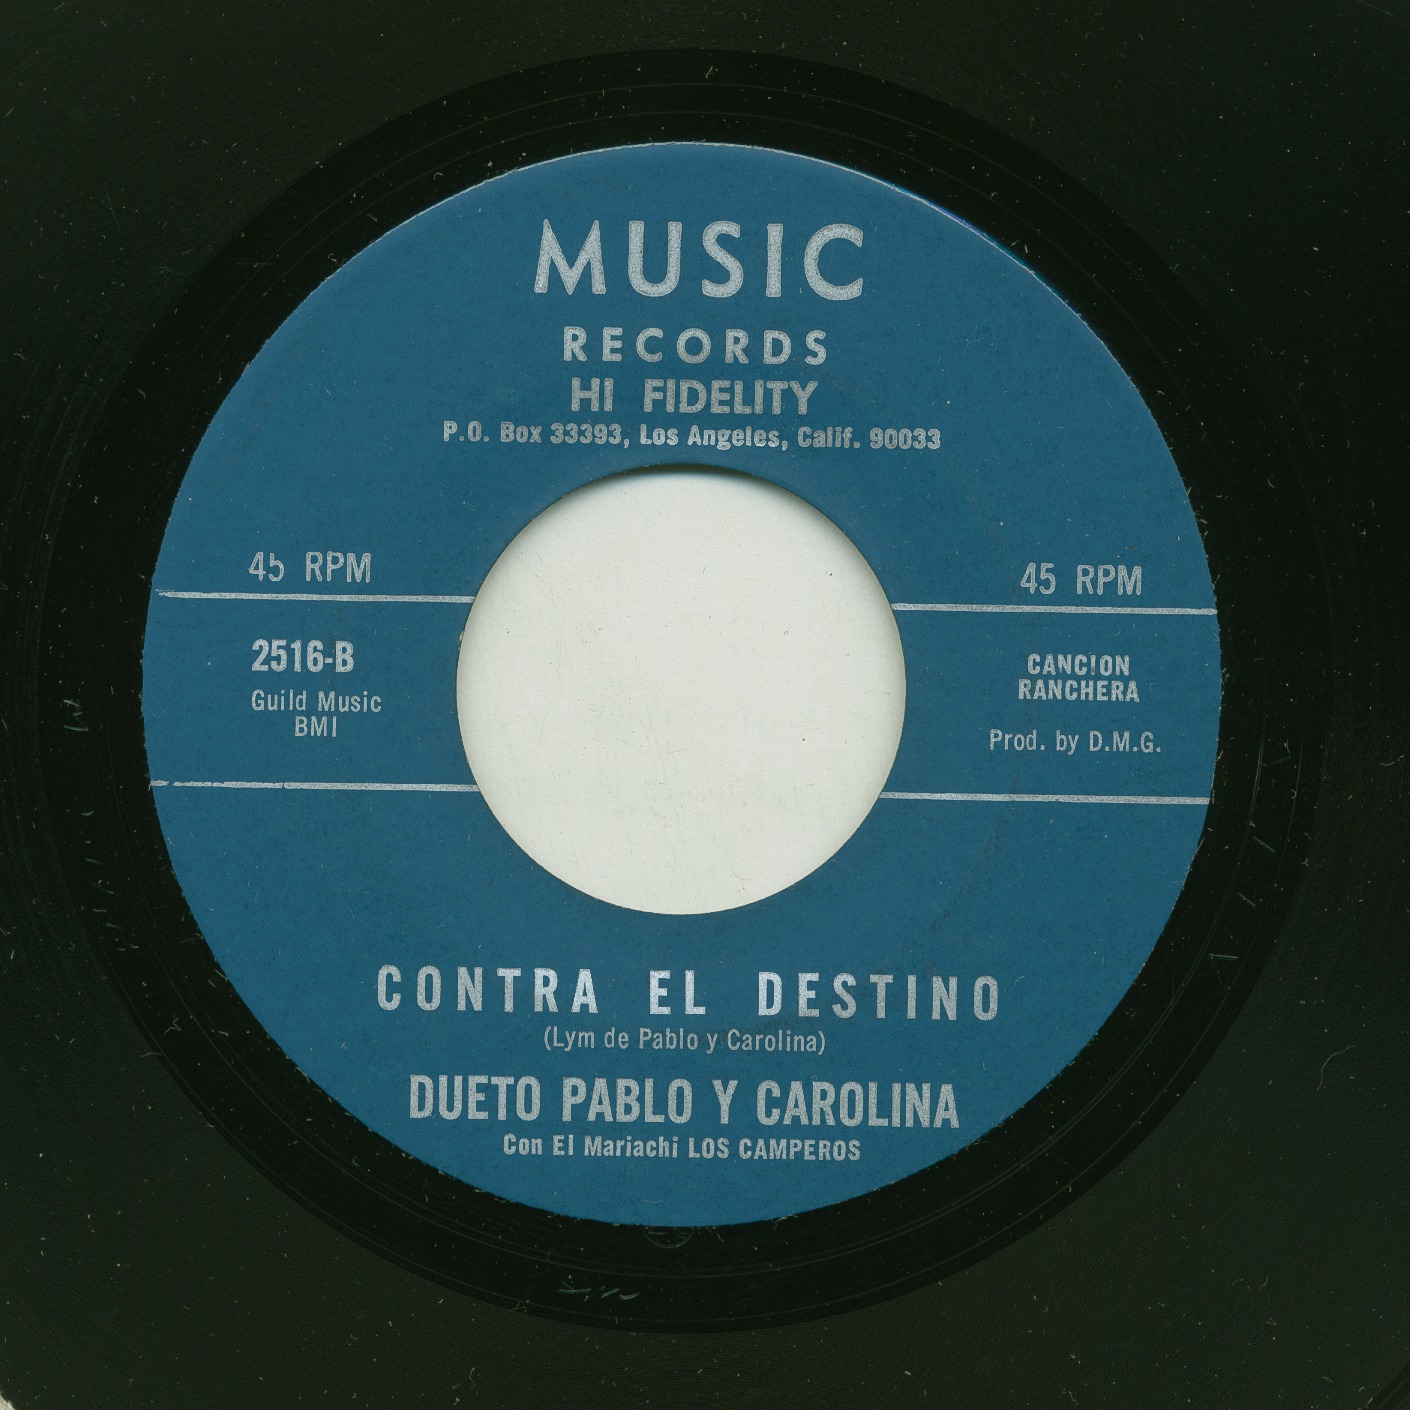 MUSIC
RECORDS
HI FIDELITY
P.O. Box 33393, Los Angeles, Calif. 90033
45 RPM
45 RPM
2516-B
Guild Music
BMI
CANCION
RANCHERA
Prod. by D.M.G.
CONTRA EL DESTINO
(Lym de Pablo y Carolina)
DUETO PABLO Y CAROLINA
Con El Mariachi LOS CAMPEROS